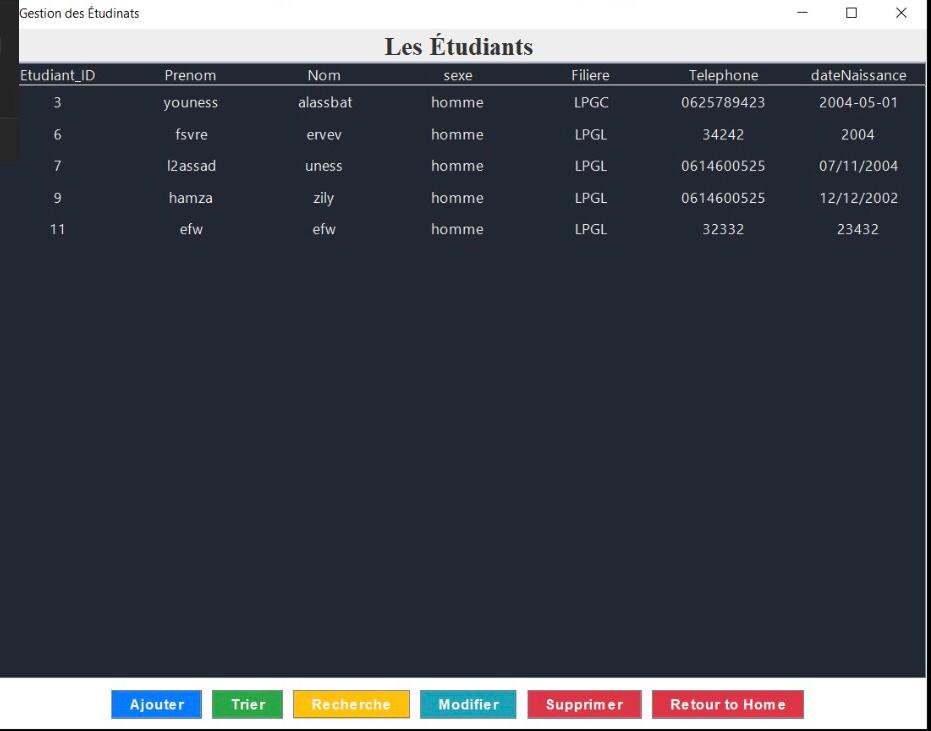 Gestion des Étudinats
Les Étudiants
Etudiant_ID Prenom Nom sexe Filiere Telephone dateNaissance
3 youness alassbat homme LPGC 0625789423 2004-05-01
6 fsvre ervev homme LPGL 34242 2004
7 l2assad uness homme LPGL 0614600525 07/11/2004
9 hamza zily homme LPGL 0614600525 12/12/2002
11 efw efw homme LPGL 32332 23432
Ajouter Trier Recherche Modifier Supprimer Retour to Home